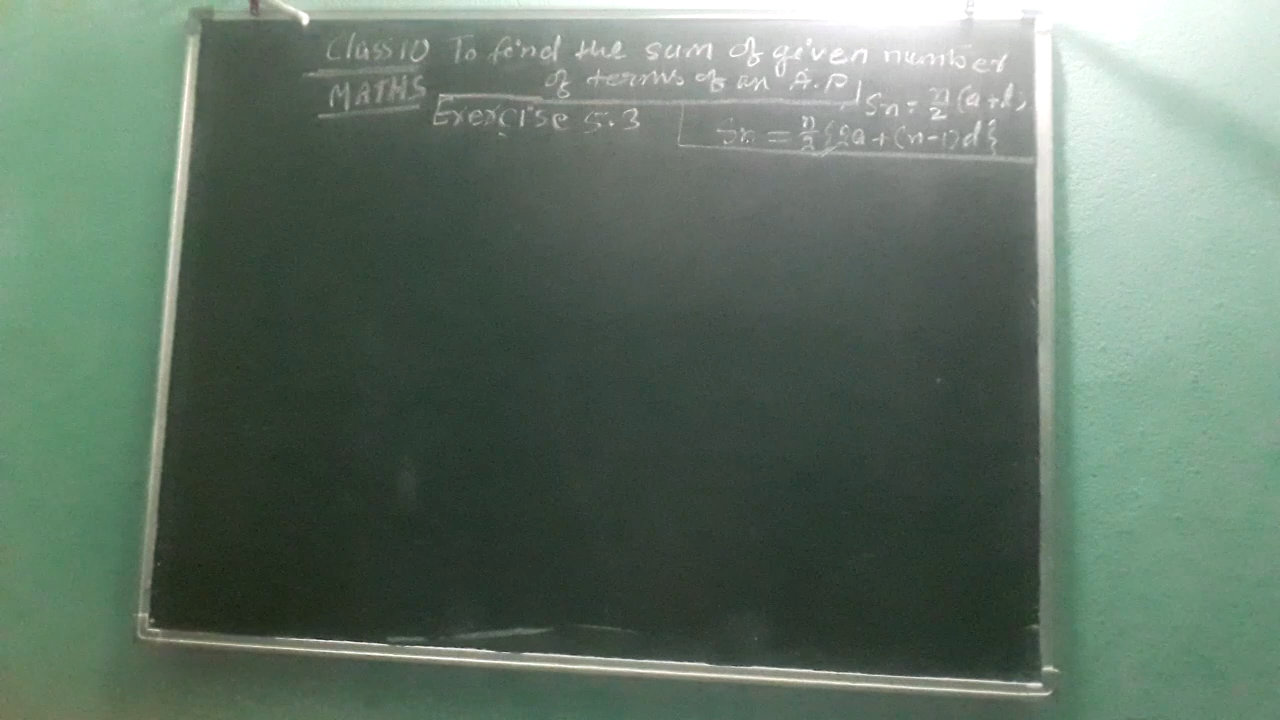 Class 10 To find the sum of given number
of terms of an A.P
MATHS
Sn = n/2 (a+l)
Exercise 5.3
Sn = n/2 {2a+(n-1)d}